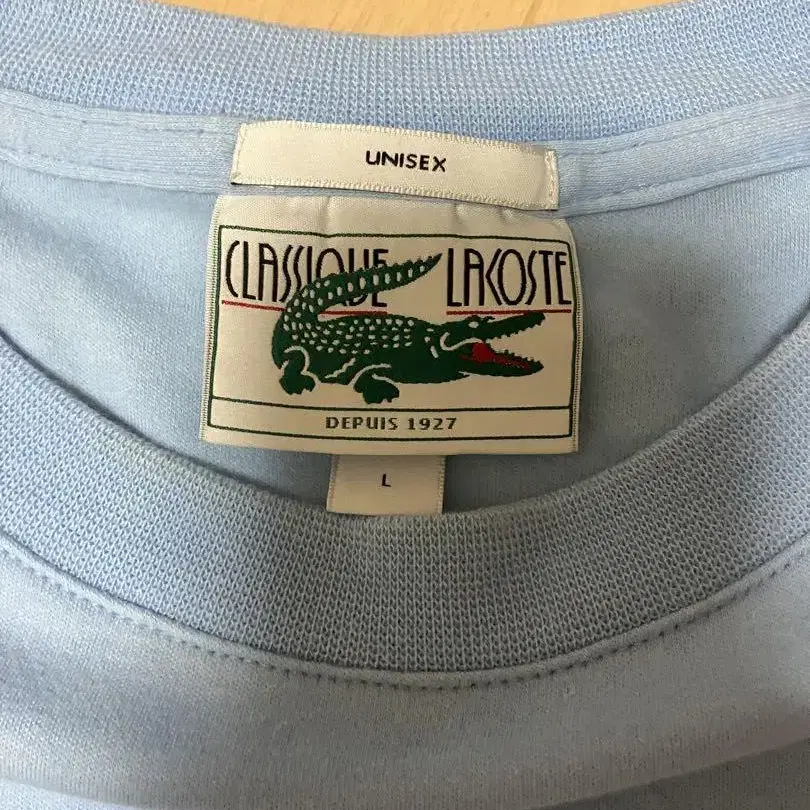 UNISEX
CLASSIQUE LACOSTE
DEPUIS 1927
L